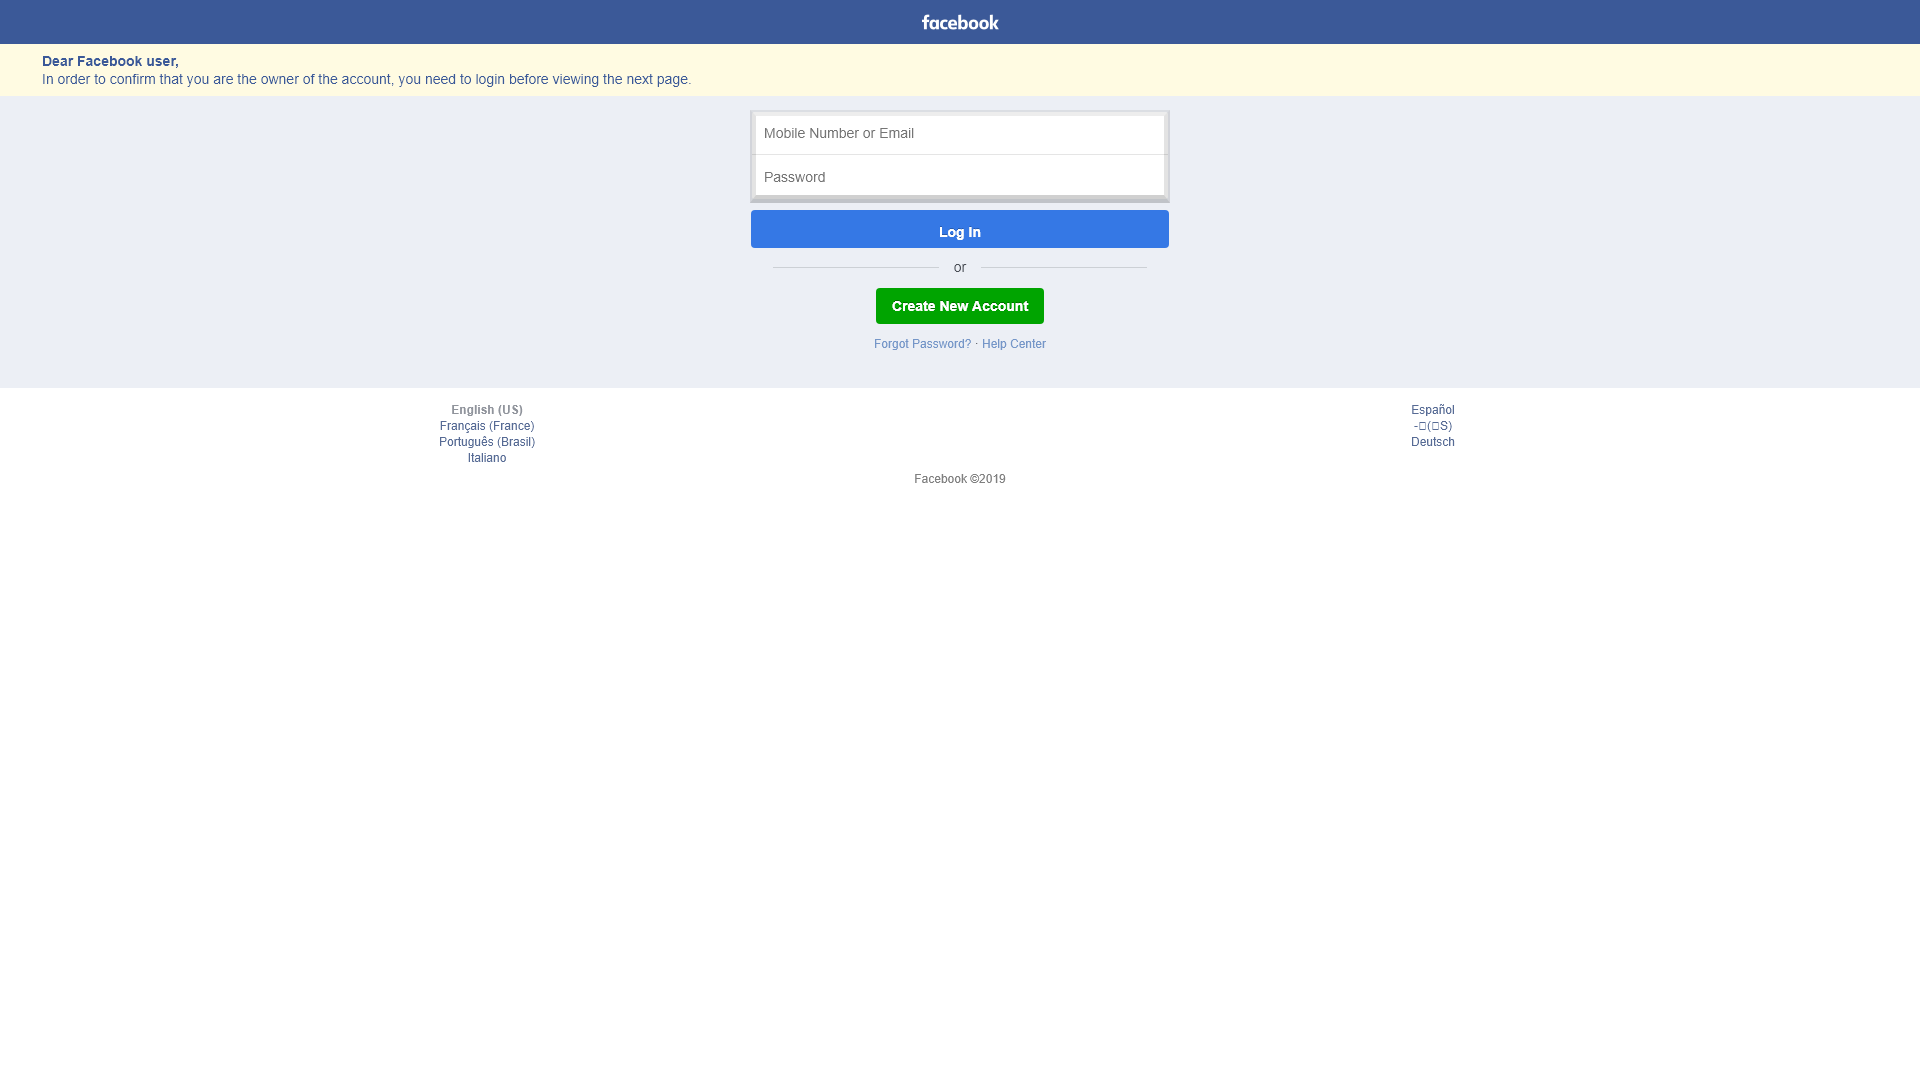 facebook
Dear Facebook user,
In order to confirm that you are the owner of the account, you need to login before viewing the next page.
Mobile Number or Email
Password
Log In
or
Create New Account
Forgot Password? · Help Center
English (US)
Français (France)
Português (Brasil)
Italiano
Español
-□(□S)
Deutsch
Facebook ©2019